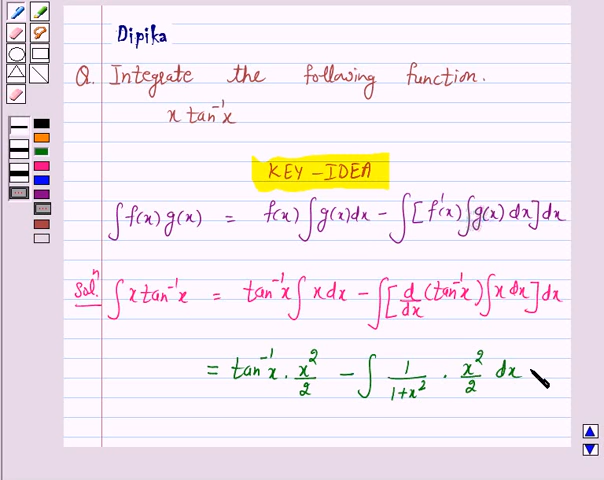 Dipika
Q. Integrate the following function.
x tan⁻¹x
KEY-IDEA
∫f(x)g(x) = f(x)∫g(x)dx - ∫[f'(x)∫g(x)dx]dx
Solⁿ. ∫x tan⁻¹x = tan⁻¹x∫xdx - ∫[d/dx(tan⁻¹x)∫x dx]dx
= tan⁻¹x . x²/2 - ∫ 1/1+x² . x²/2 dx